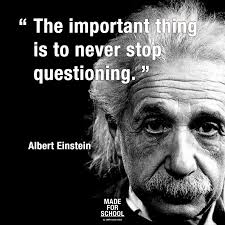 “ The important thing
is to never stop
questioning. ”
Albert Einstein
MADE
FOR
SCHOOL